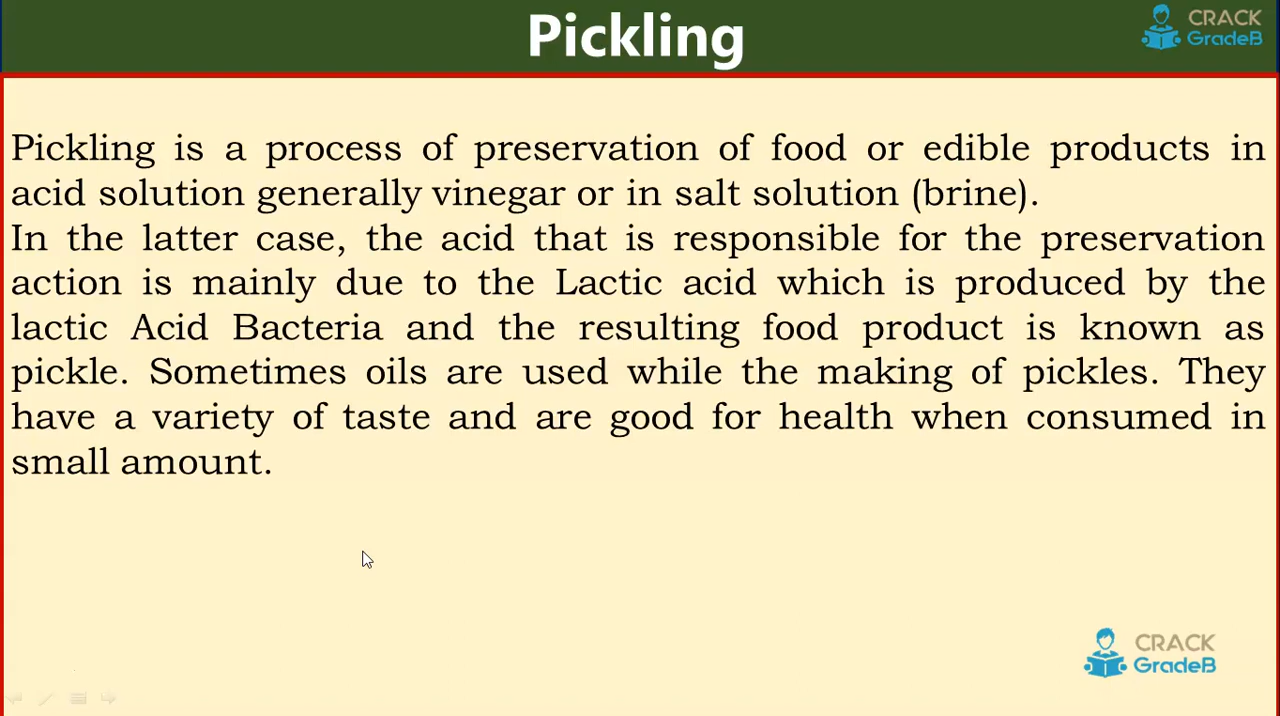 Pickling
CRACK
GradeB
Pickling is a process of preservation of food or edible products in
acid solution generally vinegar or in salt solution (brine).
In the latter case, the acid that is responsible for the preservation
action is mainly due to the Lactic acid which is produced by the
lactic Acid Bacteria and the resulting food product is known as
pickle. Sometimes oils are used while the making of pickles. They
have a variety of taste and are good for health when consumed in
small amount.
CRACK
GradeB